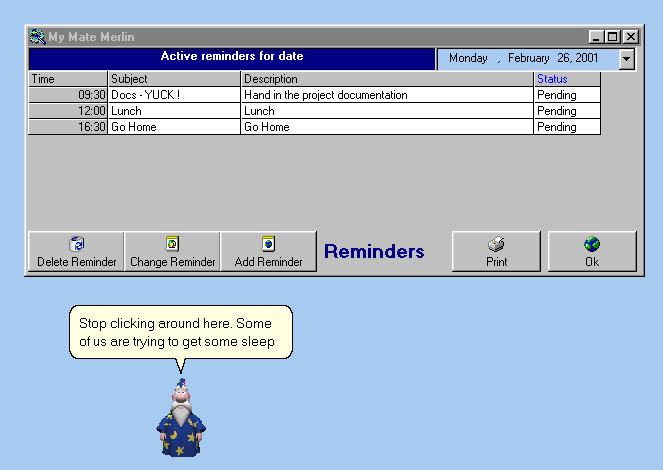 My Mate Merlin
Active reminders for date
Monday , February 26, 2001
Time Subject Description Status
09:30 Docs - YUCK ! Hand in the project documentation Pending
12:00 Lunch Lunch Pending
16:30 Go Home Go Home Pending
Delete Reminder Change Reminder Add Reminder Reminders Print Ok
Stop clicking around here. Some
of us are trying to get some sleep